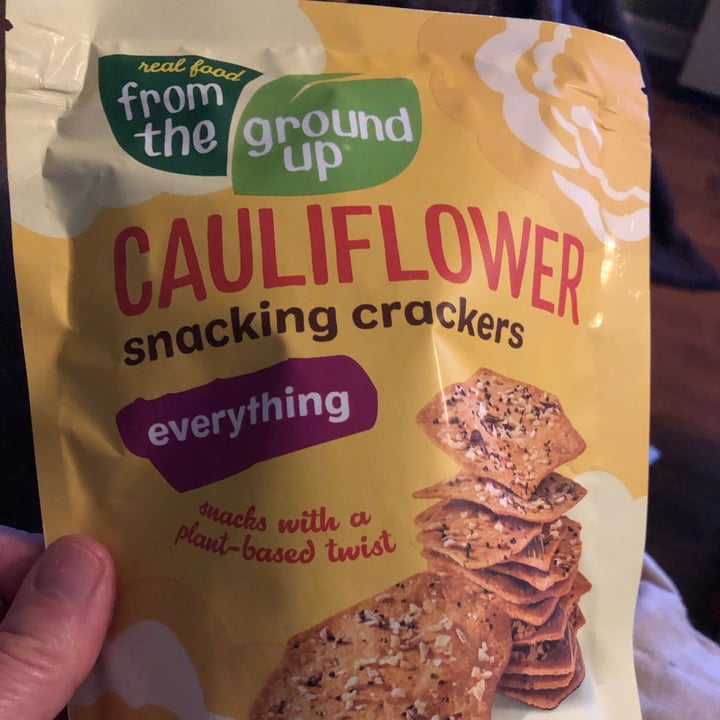 real food
from
the
ground
up
CAULIFLOWER
snacking crackers
everything
snacks with a
plant-based twist